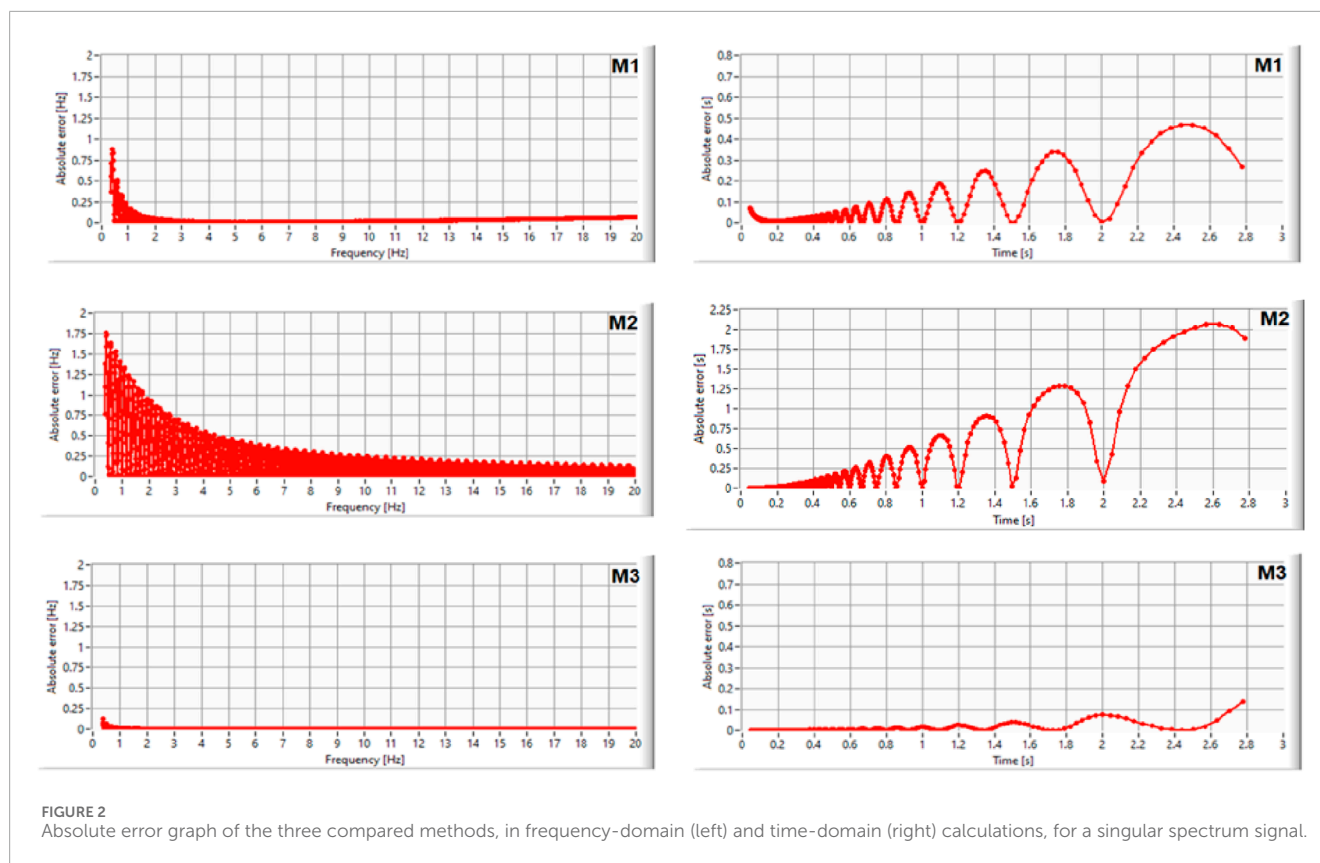 M1
Absolute error [Hz]
2
1.75
1.5
1.25
1
0.75
0.5
0.25
0
0 1 2 3 4 5 6 7 8 9 10 11 12 13 14 15 16 17 18 19 20
Frequency [Hz]
M1
Absolute error [s]
0.8
0.7
0.6
0.5
0.4
0.3
0.2
0.1
0
0 0.2 0.4 0.6 0.8 1 1.2 1.4 1.6 1.8 2 2.2 2.4 2.6 2.8 3
Time [s]
M2
Absolute error [Hz]
2
1.75
1.5
1.25
1
0.75
0.5
0.25
0
0 1 2 3 4 5 6 7 8 9 10 11 12 13 14 15 16 17 18 19 20
Frequency [Hz]
M2
Absolute error [s]
2.25
2
1.75
1.5
1.25
1
0.75
0.5
0.25
0
0 0.2 0.4 0.6 0.8 1 1.2 1.4 1.6 1.8 2 2.2 2.4 2.6 2.8 3
Time [s]
M3
Absolute error [Hz]
2
1.75
1.5
1.25
1
0.75
0.5
0.25
0
0 1 2 3 4 5 6 7 8 9 10 11 12 13 14 15 16 17 18 19 20
Frequency [Hz]
M3
Absolute error [s]
0.8
0.7
0.6
0.5
0.4
0.3
0.2
0.1
0
0 0.2 0.4 0.6 0.8 1 1.2 1.4 1.6 1.8 2 2.2 2.4 2.6 2.8 3
Time [s]
FIGURE 2
Absolute error graph of the three compared methods, in frequency-domain (left) and time-domain (right) calculations, for a singular spectrum signal.